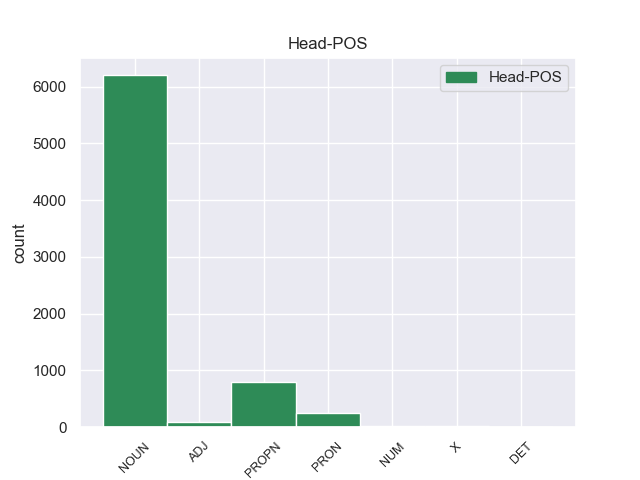 Head-POS
Head-POS
6000
5000
4000
3000
2000
1000
0
count
NOUN
ADJ
PROPN
PRON
NUM
X
DET